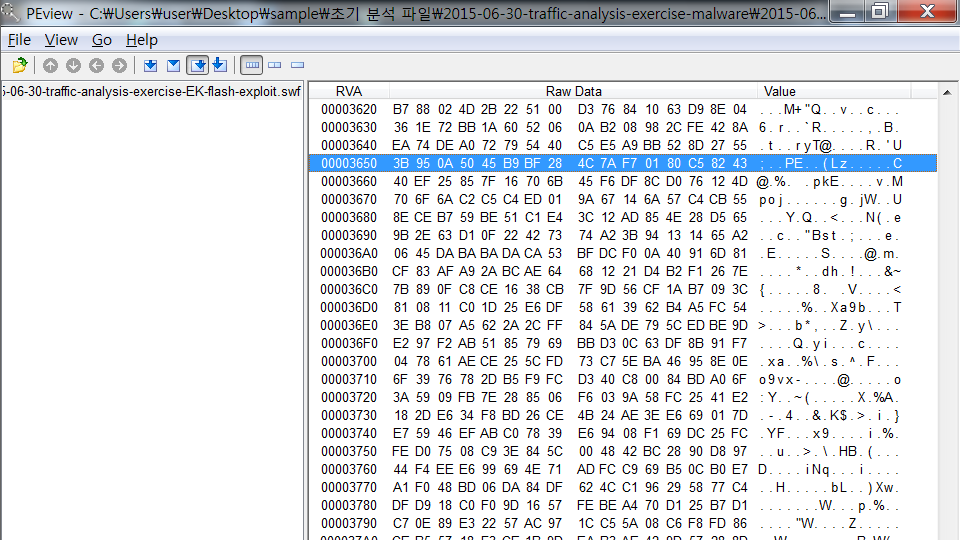 PEview - C:₩Users₩user₩Desktop₩sample₩초기 분석 파일₩2015-06-30-traffic-analysis-exercise-malware₩2015-06...
File View Go Help
5-06-30-traffic-analysis-exercise-EK-flash-exploit.swf
RVA Raw Data Value
00003620 B7 88 02 4D 2B 22 51 00 D3 76 84 10 63 D9 8E 04 ...M+"Q..v..c...
00003630 36 1E 72 BB 1A 60 52 06 0A B2 08 98 2C FE 42 8A 6.r..`R.....,.B.
00003640 EA 74 DE A0 72 79 54 40 C5 E5 A9 BB 52 8D 27 55 .t..ryT@....R.'U
00003650 3B 95 0A 50 45 B9 BF 28 4C 7A F7 01 80 C5 82 43 ;..PE..(Lz.....C
00003660 40 EF 25 85 7F 16 70 6B 45 F6 DF 8C D0 76 12 4D @.%...pkE....v.M
00003670 70 6F 6A C2 C5 C4 ED 01 9A 67 14 6A 57 C4 CB 55 poj......g.jW..U
00003680 8E CE B7 59 BE 51 C1 E4 3C 12 AD 85 4E 28 D5 65 ...Y.Q..<...N(.e
00003690 9B 2E 63 D1 0F 22 42 73 74 A2 3B 94 13 14 65 A2 ..c.."Bst.;...e.
000036A0 06 45 DA BA BA DA CA 53 BF DC F0 0A 40 91 6D 81 .E.....S....@.m.
000036B0 CF 83 AF A9 2A BC AE 64 68 12 21 D4 B2 F1 26 7E ....*..dh.!...&~
000036C0 7B 89 0F C8 CE 16 38 CB 7F 9D 56 CF 1A B7 09 3C {.....8...V....<
000036D0 81 08 11 C0 1D 25 E6 DF 58 61 39 62 B4 A5 FC 54 .....%..Xa9b...T
000036E0 3E B8 07 A5 62 2A 2C FF 84 5A DE 79 5C ED BE 9D >...b*,..Z.y\...
000036F0 E2 97 F2 AB 51 85 79 69 BB D3 0C 63 DF 8B 91 F7 ....Q.yi...c....
00003700 04 78 61 AE CE 25 5C FD 73 C7 5E BA 46 95 8E 0E .xa..%\.s.^.F...
00003710 6F 39 76 78 2D B5 F9 FC D3 40 C8 00 84 BD A0 6F o9vx-....@.....o
00003720 3A 59 09 FB 7E 28 85 06 F6 03 9A 58 FC 25 41 E2 :Y..~(.....X.%A.
00003730 18 2D E6 34 F8 BD 26 CE 4B 24 AE 3E E6 69 01 7D .-.4..&.K$.>.i.}
00003740 E7 59 46 EF AB C0 78 39 E6 94 08 F1 69 DC 25 FC .YF...x9....i.%.
00003750 FE D0 75 08 C9 3E 84 5C 00 48 42 BC 28 90 D8 97 ..u..>.\.HB.(...
00003760 44 F4 EE E6 99 69 4E 71 AD FC C9 69 B5 0C B0 E7 D....iNq...i....
00003770 A1 F0 48 BD 06 DA 84 DF 62 4C C1 96 29 58 77 C4 ..H.....bL..)Xw.
00003780 DF D9 18 C0 F0 9D 16 57 FE BE A4 70 D1 25 B7 D1 .......W...p.%..
00003790 C7 0E 89 E3 22 57 AC 97 1C C5 5A 08 C6 F8 FD 86 ...."W....Z.....